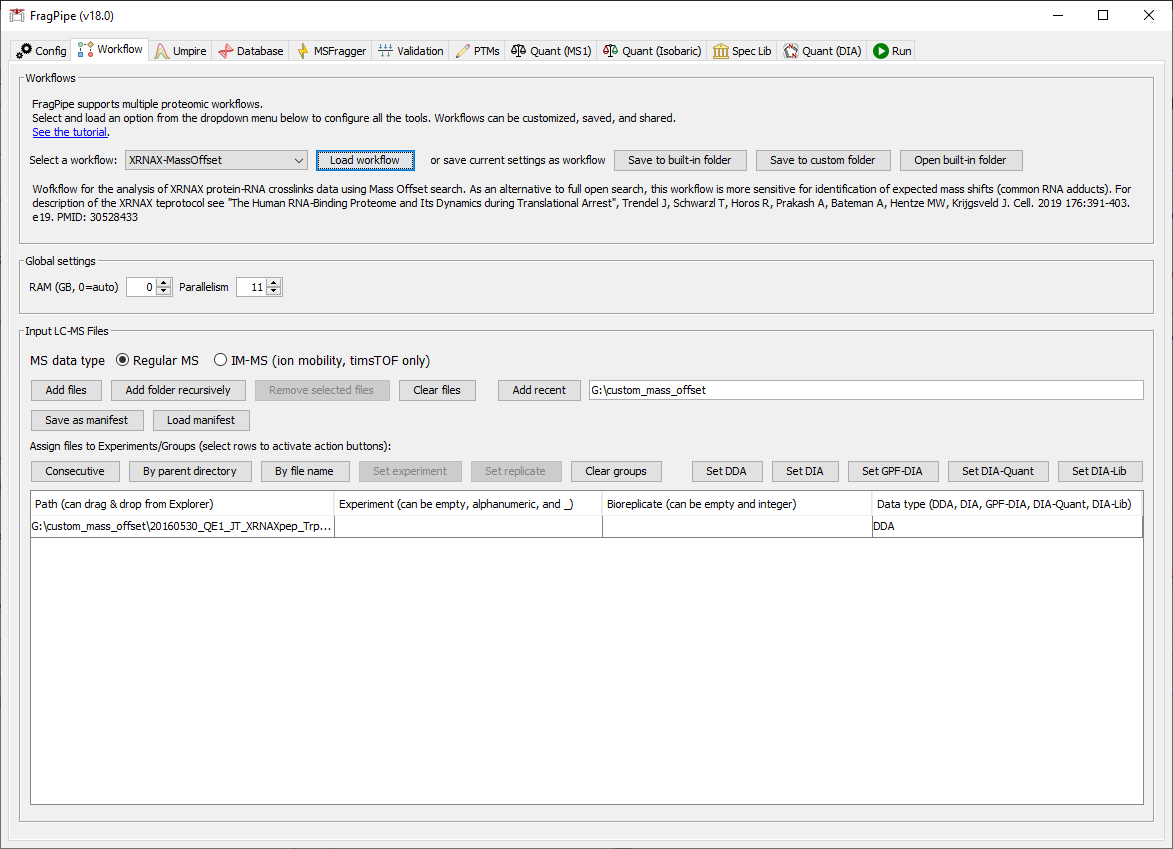 FragPipe (v18.0)
Config Workflow Umpire Database MSFragger Validation PTMs Quant (MS1) Quant (Isobaric) Spec Lib Quant (DIA) Run
Workflows
FragPipe supports multiple proteomic workflows.
Select and load an option from the dropdown menu below to configure all the tools. Workflows can be customized, saved, and shared.
See the tutorial.
Select a workflow: XRNAX-MassOffset Load workflow or save current settings as workflow Save to built-in folder Save to custom folder Open built-in folder
Workflow for the analysis of XRNAX protein-RNA crosslinks data using Mass Offset search. As an alternative to full open search, this workflow is more sensitive for identification of expected mass shifts (common RNA adducts). For
description of the XRNAX teprotocol see "The Human RNA-Binding Proteome and Its Dynamics during Translational Arrest", Trendel J, Schwarzl T, Horos R, Prakash A, Bateman A, Hentze MW, Krijgsveld J. Cell. 2019 176:391-403.
e19. PMID: 30528433
Global settings
RAM (GB, 0=auto) 0 Parallelism 11
Input LC-MS Files
MS data type Regular MS IM-MS (ion mobility, timsTOF only)
Add files Add folder recursively Remove selected files Clear files Add recent G:\custom_mass_offset
Save as manifest Load manifest
Assign files to Experiments/Groups (select rows to activate action buttons):
Consecutive By parent directory By file name Set experiment Set replicate Clear groups Set DDA Set DIA Set GPF-DIA Set DIA-Quant Set DIA-Lib
Path (can drag & drop from Explorer) Experiment (can be empty, alphanumeric, and _) Bioreplicate (can be empty and integer) Data type (DDA, DIA, GPF-DIA, DIA-Quant, DIA-Lib)
G:\custom_mass_offset\20160530_QE1_JT_XRNAXpep_Trp... DDA